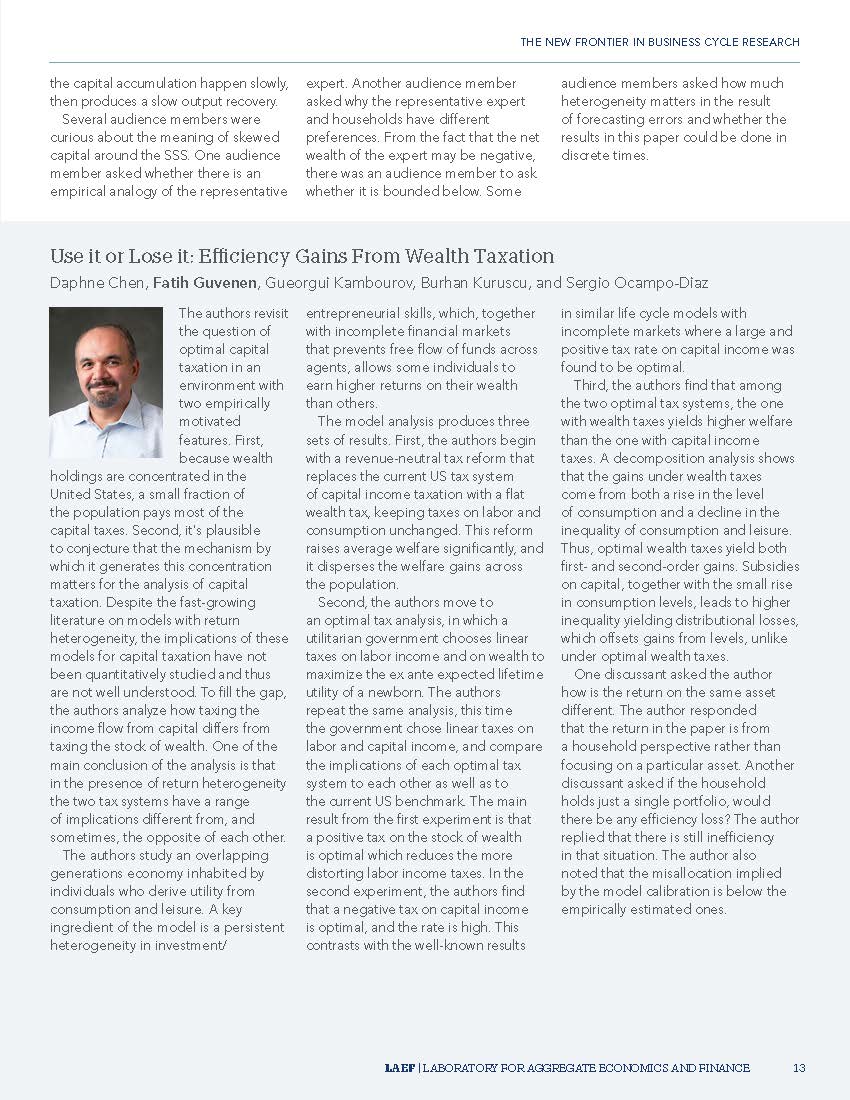 THE NEW FRONTIER IN BUSINESS CYCLE RESEARCH
the capital accumulation happen slowly,
then produces a slow output recovery.
Several audience members were
curious about the meaning of skewed
capital around the SSS. One audience
member asked whether there is an
empirical analogy of the representative
expert. Another audience member
asked why the representative expert
and households have different
preferences. From the fact that the net
wealth of the expert may be negative,
there was an audience member to ask
whether it is bounded below. Some
audience members asked how much
heterogeneity matters in the result
of forecasting errors and whether the
results in this paper could be done in
discrete times.
Use it or Lose it: Efficiency Gains From Wealth Taxation
Daphne Chen, Fatih Guvenen, Gueorgui Kambourov, Burhan Kuruscu, and Sergio Ocampo-Diaz
The authors revisit
the question of
optimal capital
taxation in an
environment with
two empirically
motivated
features. First,
because wealth
holdings are concentrated in the
United States, a small fraction of
the population pays most of the
capital taxes. Second, it's plausible
to conjecture that the mechanism by
which it generates this concentration
matters for the analysis of capital
taxation. Despite the fast-growing
literature on models with return
heterogeneity, the implications of these
models for capital taxation have not
been quantitatively studied and thus
are not well understood. To fill the gap,
the authors analyze how taxing the
income flow from capital differs from
taxing the stock of wealth. One of the
main conclusion of the analysis is that
in the presence of return heterogeneity
the two tax systems have a range
of implications different from, and
sometimes, the opposite of each other.
The authors study an overlapping
generations economy inhabited by
individuals who derive utility from
consumption and leisure. A key
ingredient of the model is a persistent
heterogeneity in investment/
entrepreneurial skills, which, together
with incomplete financial markets
that prevents free flow of funds across
agents, allows some individuals to
earn higher returns on their wealth
than others.
The model analysis produces three
sets of results. First, the authors begin
with a revenue-neutral tax reform that
replaces the current US tax system
of capital income taxation with a flat
wealth tax, keeping taxes on labor and
consumption unchanged. This reform
raises average welfare significantly, and
it disperses the welfare gains across
the population.
Second, the authors move to
an optimal tax analysis, in which a
utilitarian government chooses linear
taxes on labor income and on wealth to
maximize the ex ante expected lifetime
utility of a newborn. The authors
repeat the same analysis, this time
the government chose linear taxes on
labor and capital income, and compare
the implications of each optimal tax
system to each other as well as to
the current US benchmark. The main
result from the first experiment is that
a positive tax on the stock of wealth
is optimal which reduces the more
distorting labor income taxes. In the
second experiment, the authors find
that a negative tax on capital income
is optimal, and the rate is high. This
contrasts with the well-known results
in similar life cycle models with
incomplete markets where a large and
positive tax rate on capital income was
found to be optimal.
Third, the authors find that among
the two optimal tax systems, the one
with wealth taxes yields higher welfare
than the one with capital income
taxes. A decomposition analysis shows
that the gains under wealth taxes
come from both a rise in the level
of consumption and a decline in the
inequality of consumption and leisure.
Thus, optimal wealth taxes yield both
first- and second-order gains. Subsidies
on capital, together with the small rise
in consumption levels, leads to higher
inequality yielding distributional losses,
which offsets gains from levels, unlike
under optimal wealth taxes.
One discussant asked the author
how is the return on the same asset
different. The author responded
that the return in the paper is from
a household perspective rather than
focusing on a particular asset. Another
discussant asked if the household
holds just a single portfolio, would
there be any efficiency loss? The author
replied that there is still inefficiency
in that situation. The author also
noted that the misallocation implied
by the model calibration is below the
empirically estimated ones.
LAEF | LABORATORY FOR AGGREGATE ECONOMICS AND FINANCE 13